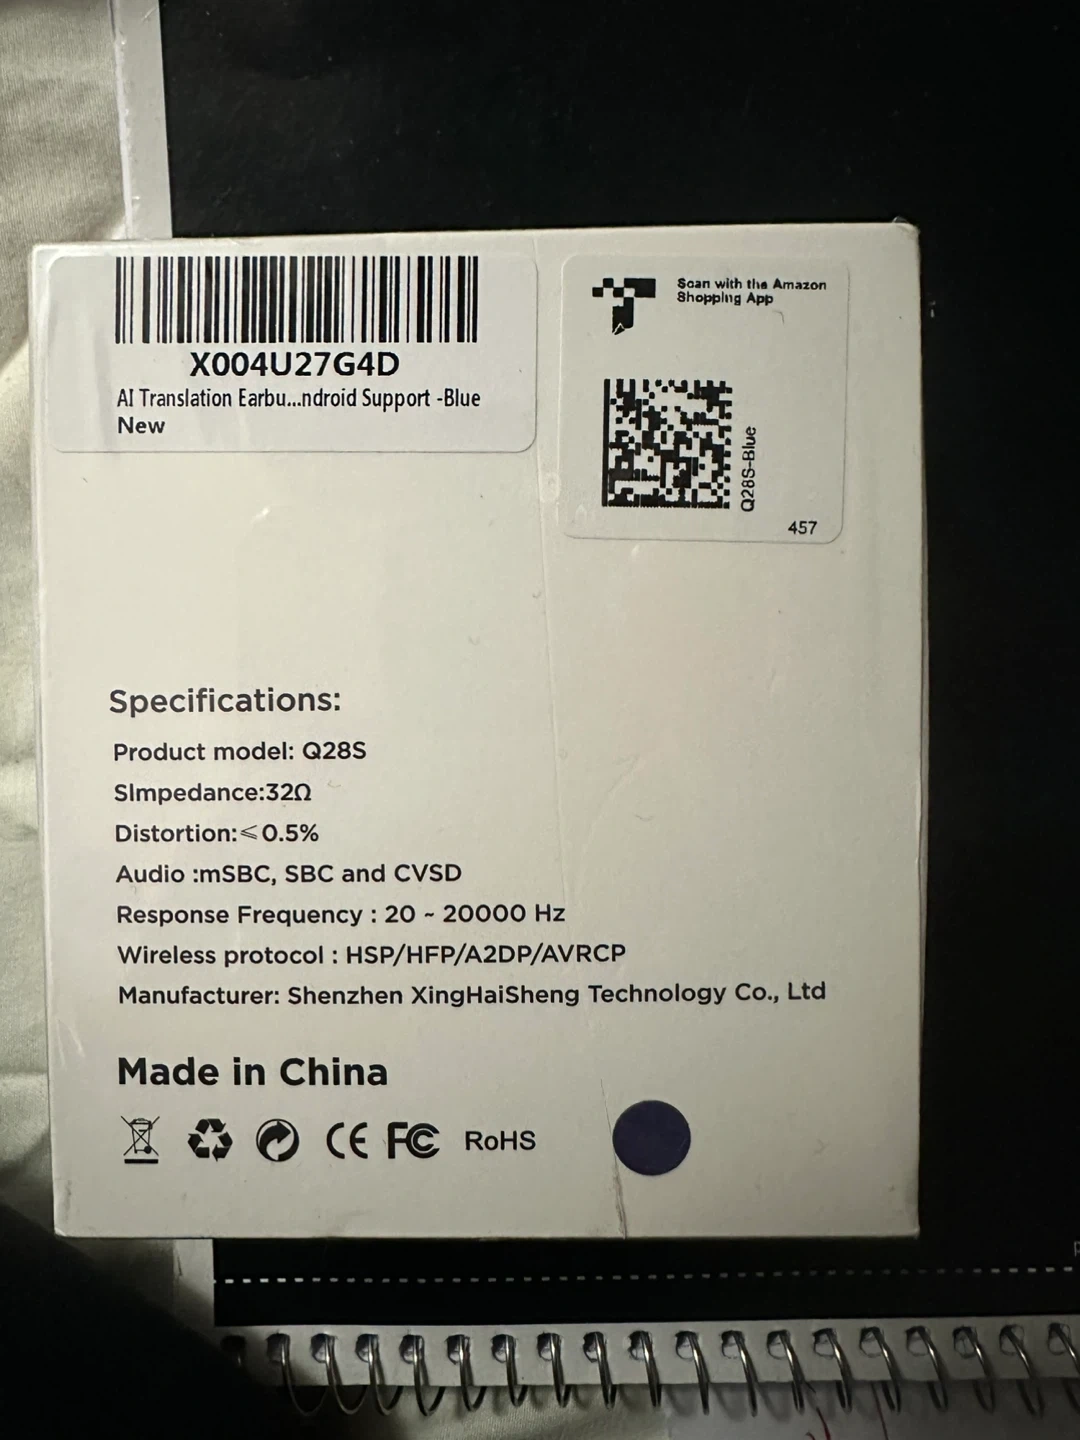 X004U27G4D
AI Translation Earbu...ndroid Support -Blue
New
Scan with the Amazon
Shopping App
Q28S-Blue
457
Specifications:
Product model: Q28S
SImpedance:32Ω
Distortion:⩽0.5%
Audio :mSBC, SBC and CVSD
Response Frequency : 20 ~ 20000 Hz
Wireless protocol : HSP/HFP/A2DP/AVRCP
Manufacturer: Shenzhen XingHaiSheng Technology Co., Ltd
Made in China
CE FC RoHS